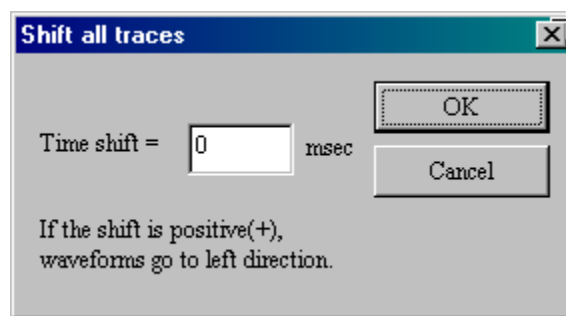 Shift all traces
OK
Time shift = 0 msec
Cancel
If the shift is positive(+),
waveforms go to left direction.